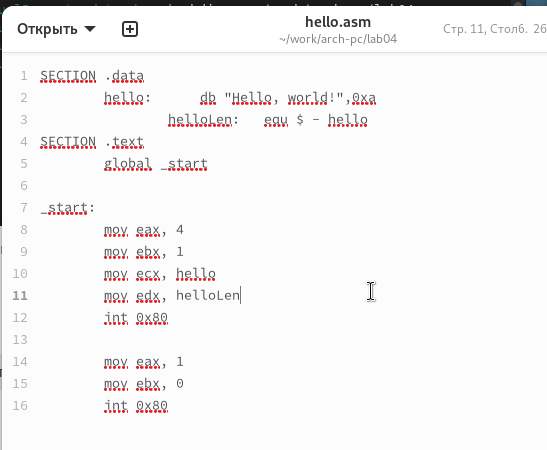 Открыть
hello.asm
~/work/arch-pc/lab04
Стр. 11, Столб. 26
1 SECTION .data
2 hello: db "Hello, world!",0xa
3 helloLen: equ $ - hello
4 SECTION .text
5 global _start
6
7 _start:
8 mov eax, 4
9 mov ebx, 1
10 mov ecx, hello
11 mov edx, helloLen
12 int 0x80
13
14 mov eax, 1
15 mov ebx, 0
16 int 0x80